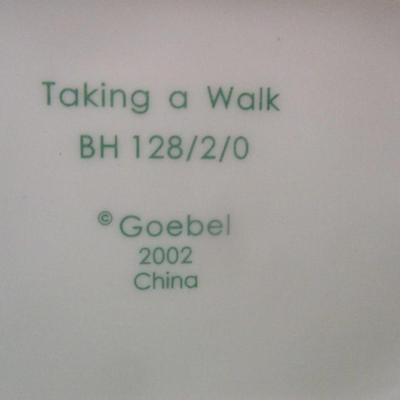 Taking a Walk
BH 128/2/0
© Goebel
2002
China